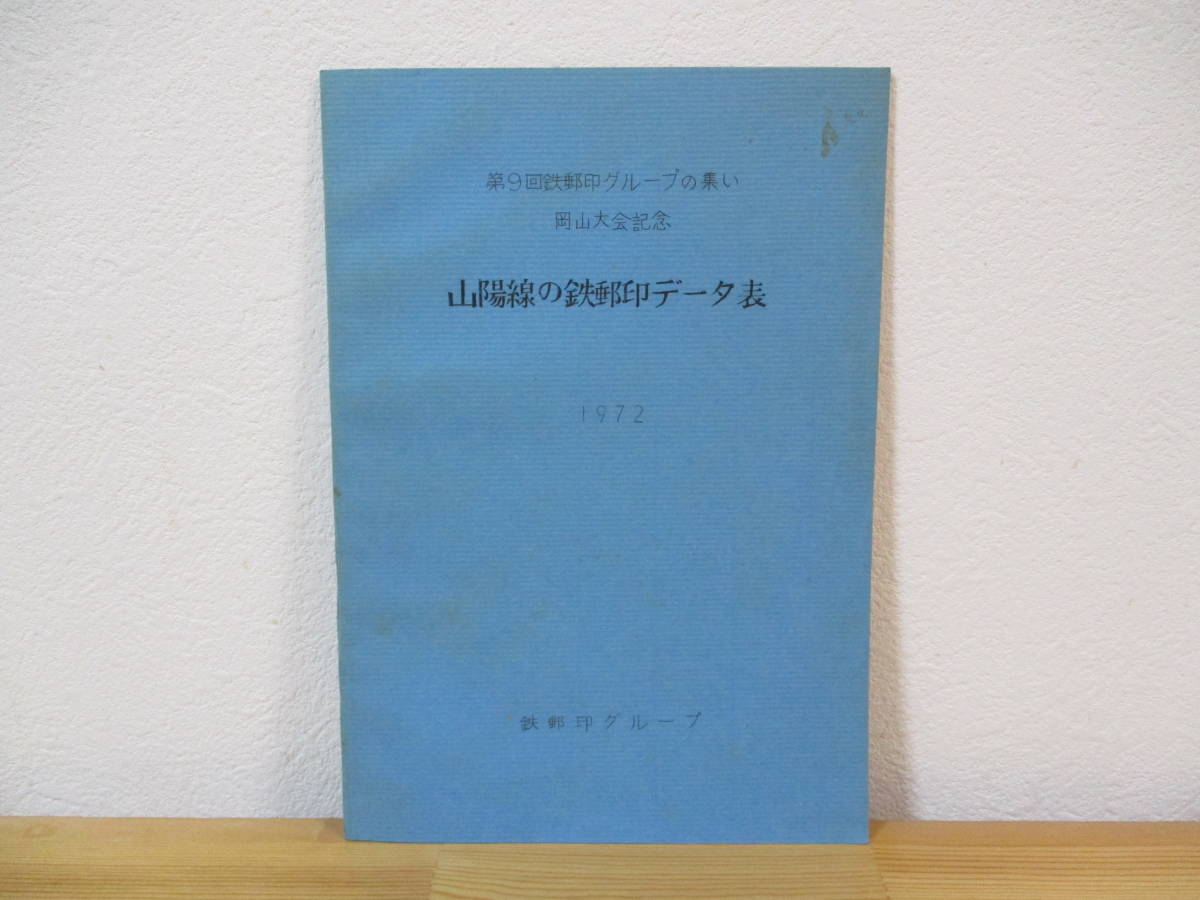 第9回鉄郵印グループの集い
岡山大会記念
山陽線の鉄郵印データ表
1972
鉄郵印グループ